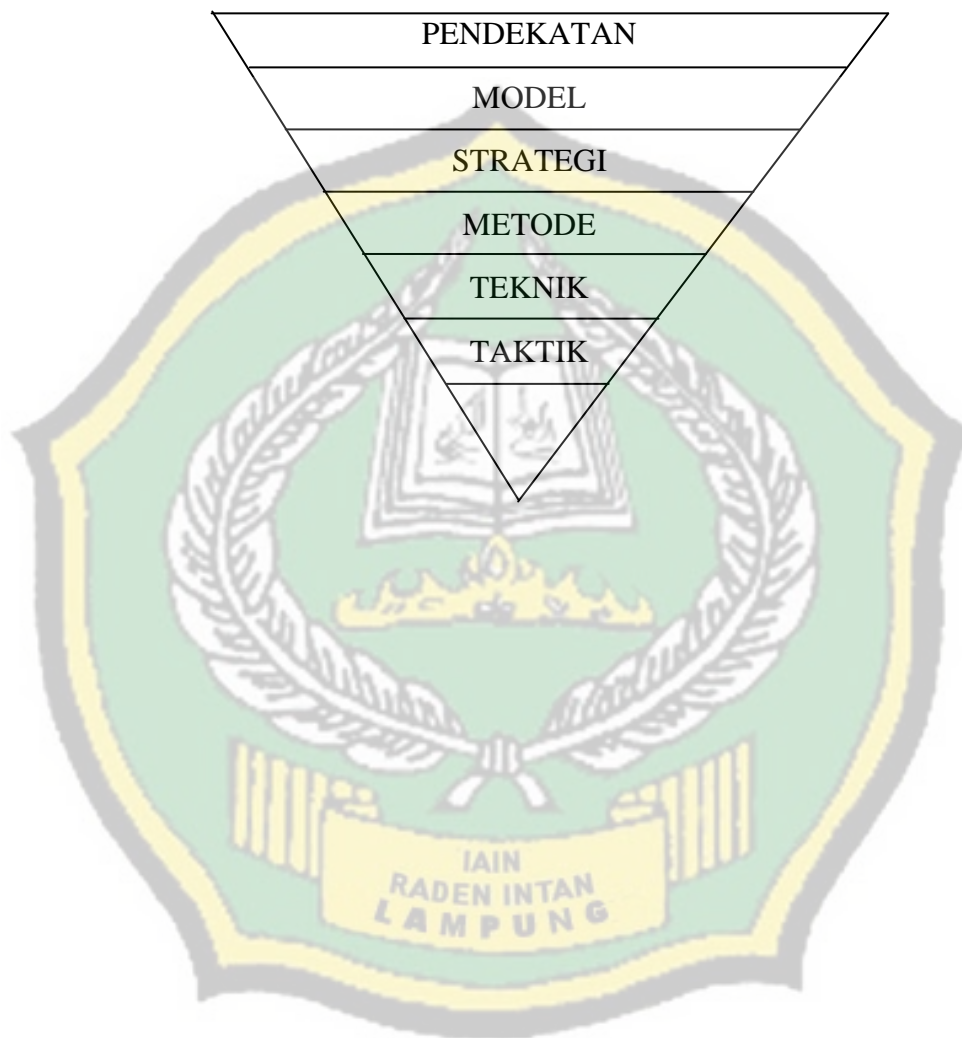 PENDEKATAN
MODEL
STRATEGI
METODE
TEKNIK
TAKTIK
IAIN
RADEN INTAN
LAMPUNG